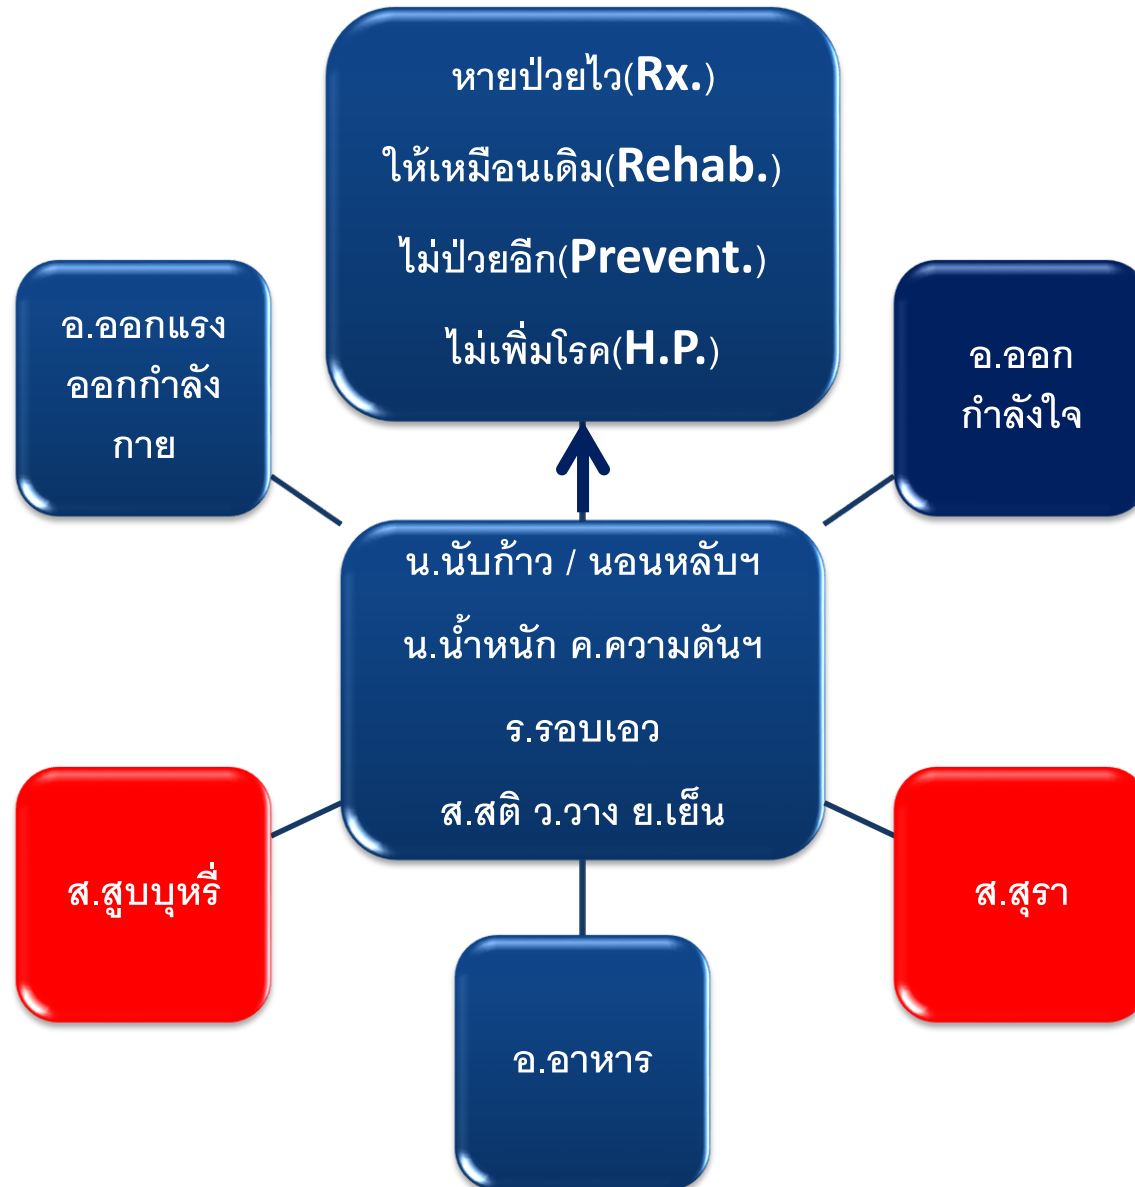 หายป่วยไว(Rx.)
ให้เหมือนเดิม(Rehab.)
ไม่ป่วยอีก(Prevent.)
ไม่เพิ่มโรค(H.P.)
อ.ออกแรง
ออกกำลัง
กาย
อ.ออก
กำลังใจ
น.นับก้าว / นอนหลับฯ
น.น้ำหนัก ค.ความดันฯ
ร.รอบเอว
ส.สติ ว.วาง ย.เย็น
ส.สูบบุหรี่
ส.สุรา
อ.อาหาร